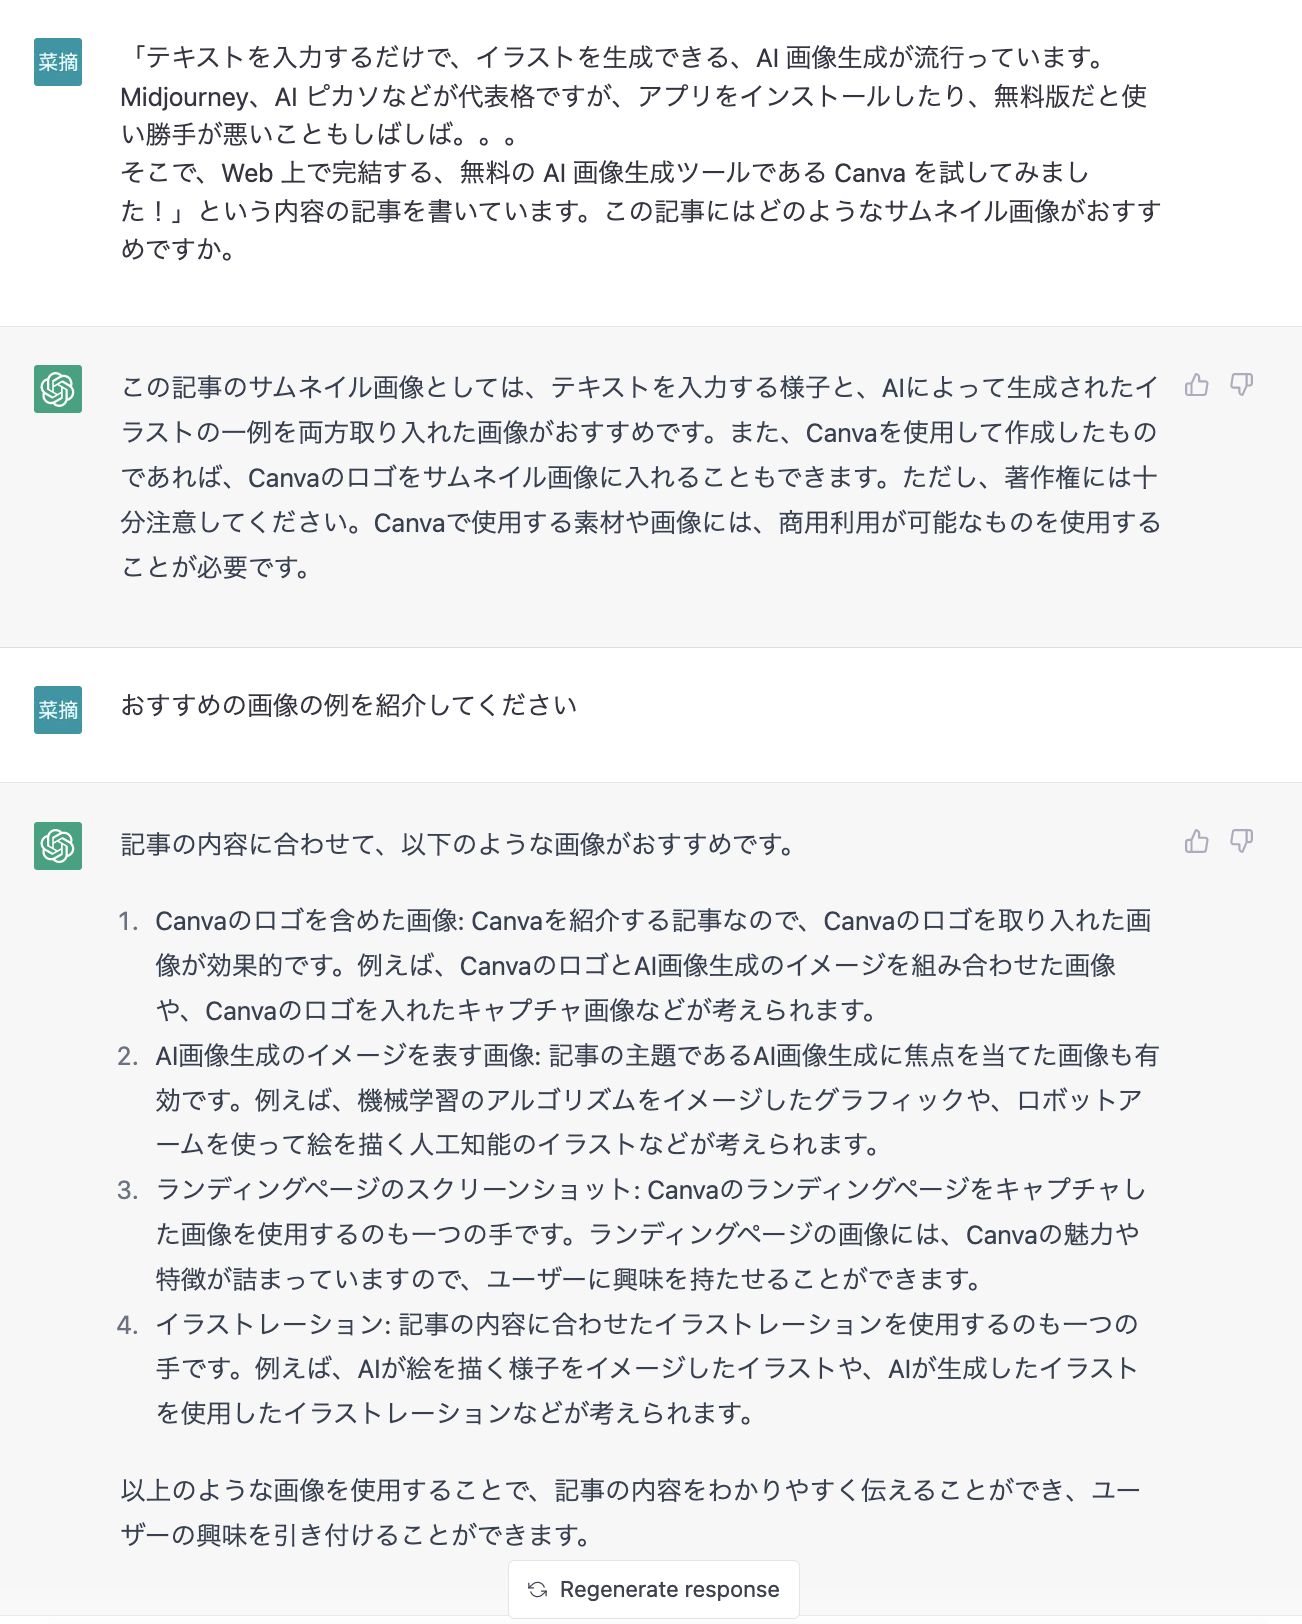 菜摘
「テキストを入力するだけで、イラストを生成できる、AI 画像生成が流行っています。
Midjourney、AI ピカソなどが代表格ですが、アプリをインストールしたり、無料版だと使
い勝手が悪いこともしばしば。。。
そこで、Web 上で完結する、無料の AI 画像生成ツールである Canva を試してみまし
た！」という内容の記事を書いています。この記事にはどのようなサムネイル画像がおすす
めですか。
この記事のサムネイル画像としては、テキストを入力する様子と、AIによって生成されたイ
ラストの一例を両方取り入れた画像がおすすめです。また、Canvaを使用して作成したもの
であれば、Canvaのロゴをサムネイル画像に入れることもできます。ただし、著作権には十
分注意してください。Canvaで使用する素材や画像には、商用利用が可能なものを使用する
ことが必要です。
菜摘
おすすめの画像の例を紹介してください
記事の内容に合わせて、以下のような画像がおすすめです。
1. Canvaのロゴを含めた画像: Canvaを紹介する記事なので、Canvaのロゴを取り入れた画
像が効果的です。例えば、CanvaのロゴとAI画像生成のイメージを組み合わせた画像
や、Canvaのロゴを入れたキャプチャ画像などが考えられます。
2. AI画像生成のイメージを表す画像: 記事の主題であるAI画像生成に焦点を当てた画像も有
効です。例えば、機械学習のアルゴリズムをイメージしたグラフィックや、ロボットア
ームを使って絵を描く人工知能のイラストなどが考えられます。
3. ランディングページのスクリーンショット: Canvaのランディングページをキャプチャし
た画像を使用するのも一つの手です。ランディングページの画像には、Canvaの魅力や
特徴が詰まっていますので、ユーザーに興味を持たせることができます。
4. イラストレーション: 記事の内容に合わせたイラストレーションを使用するのも一つの
手です。例えば、AIが絵を描く様子をイメージしたイラストや、AIが生成したイラスト
を使用したイラストレーションなどが考えられます。
以上のような画像を使用することで、記事の内容をわかりやすく伝えることができ、ユー
ザーの興味を引き付けることができます。
Regenerate response